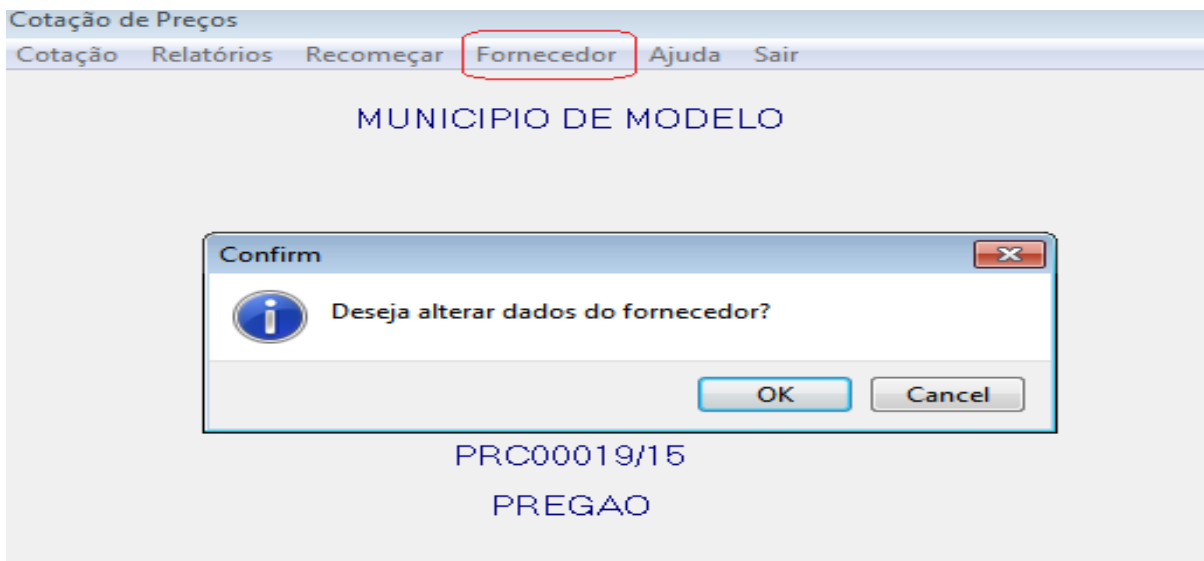 Cotação de Preços
Cotação Relatórios Recomeçar Fornecedor Ajuda Sair
MUNICIPIO DE MODELO
Confirm
Deseja alterar dados do fornecedor?
OK Cancel
PRC00019/15
PREGAO